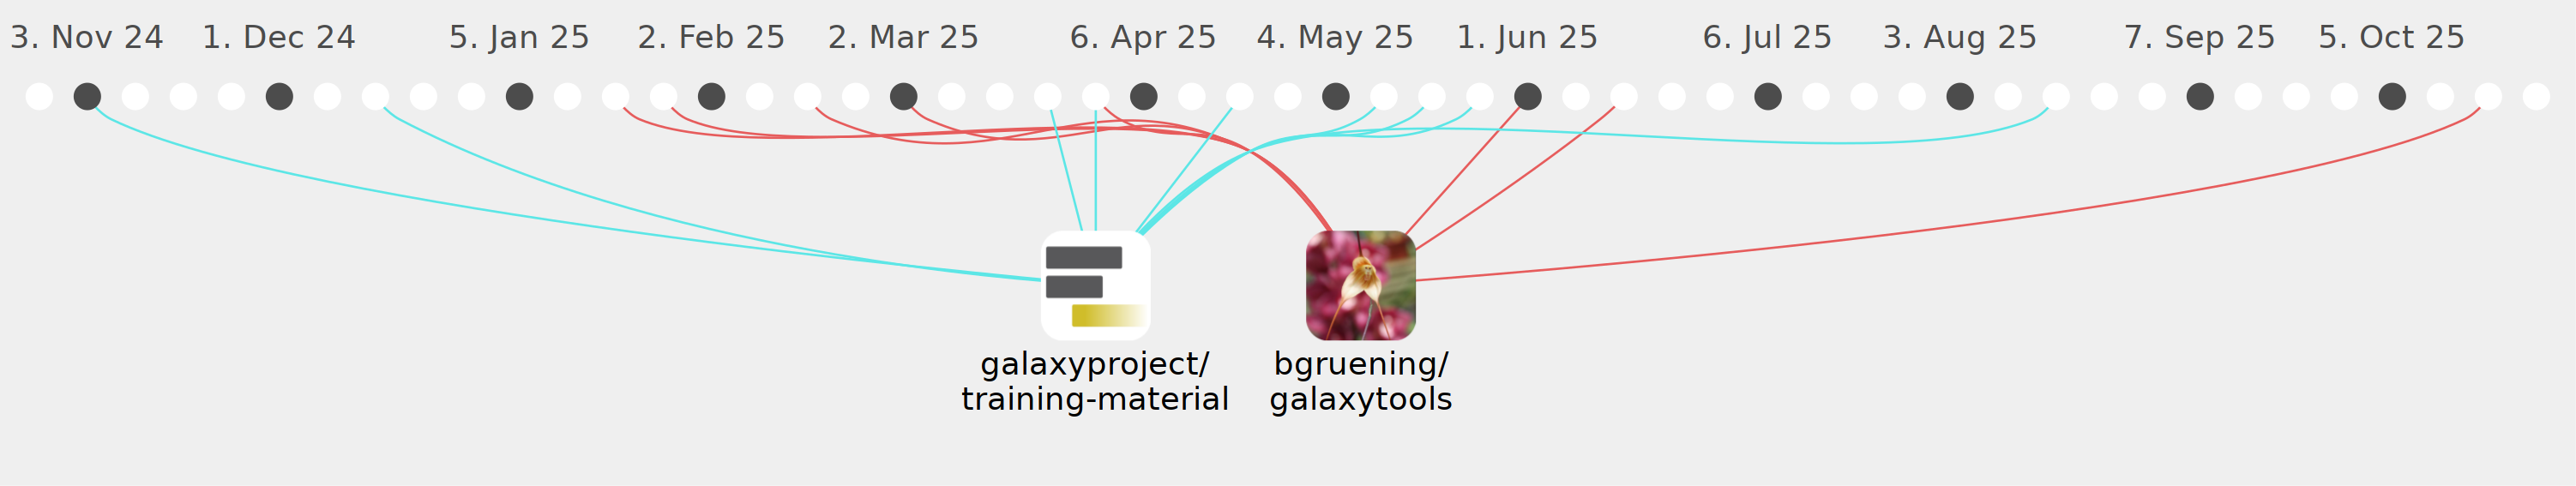 3. Nov 24 1. Dec 24 5. Jan 25 2. Feb 25 2. Mar 25 6. Apr 25 4. May 25 1. Jun 25 6. Jul 25 3. Aug 25 7. Sep 25 5. Oct 25
galaxyproject/
training-material
bgruening/
galaxytools